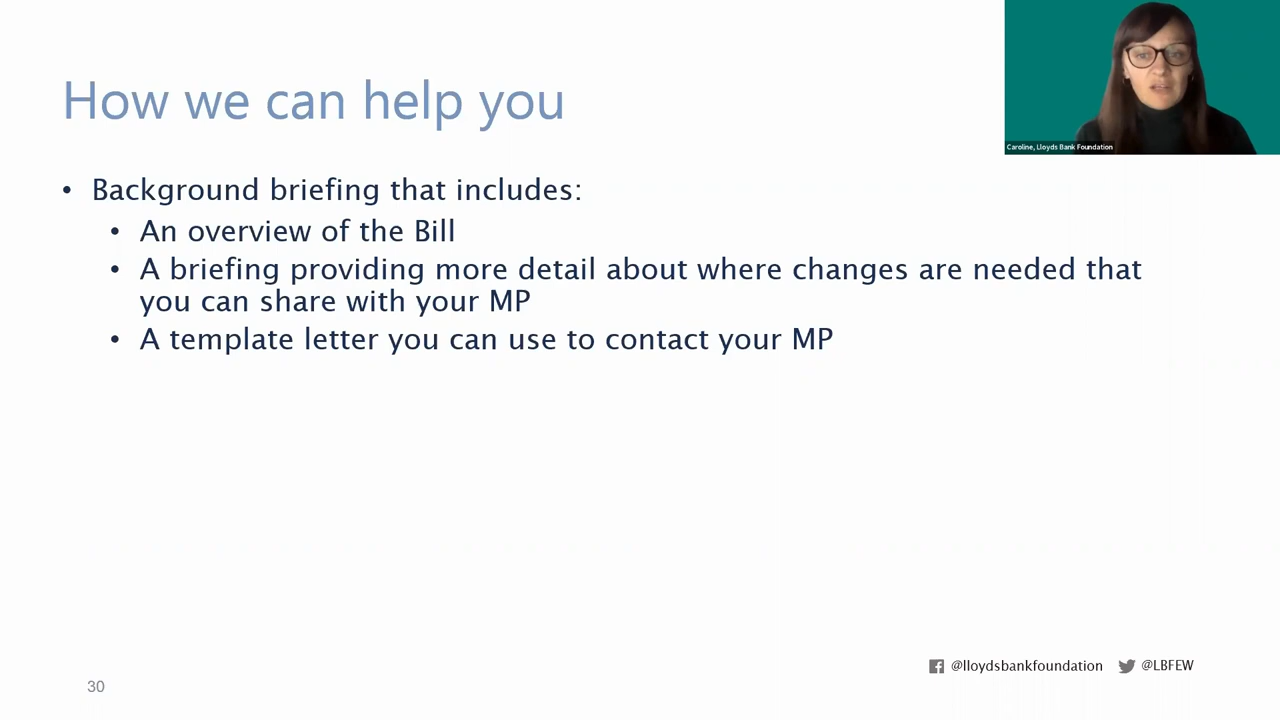 How we can help you
Caroline, Lloyds Bank Foundation
• Background briefing that includes:
• An overview of the Bill
• A briefing providing more detail about where changes are needed that
you can share with your MP
• A template letter you can use to contact your MP
@lloydsbankfoundation @LBFEW
30